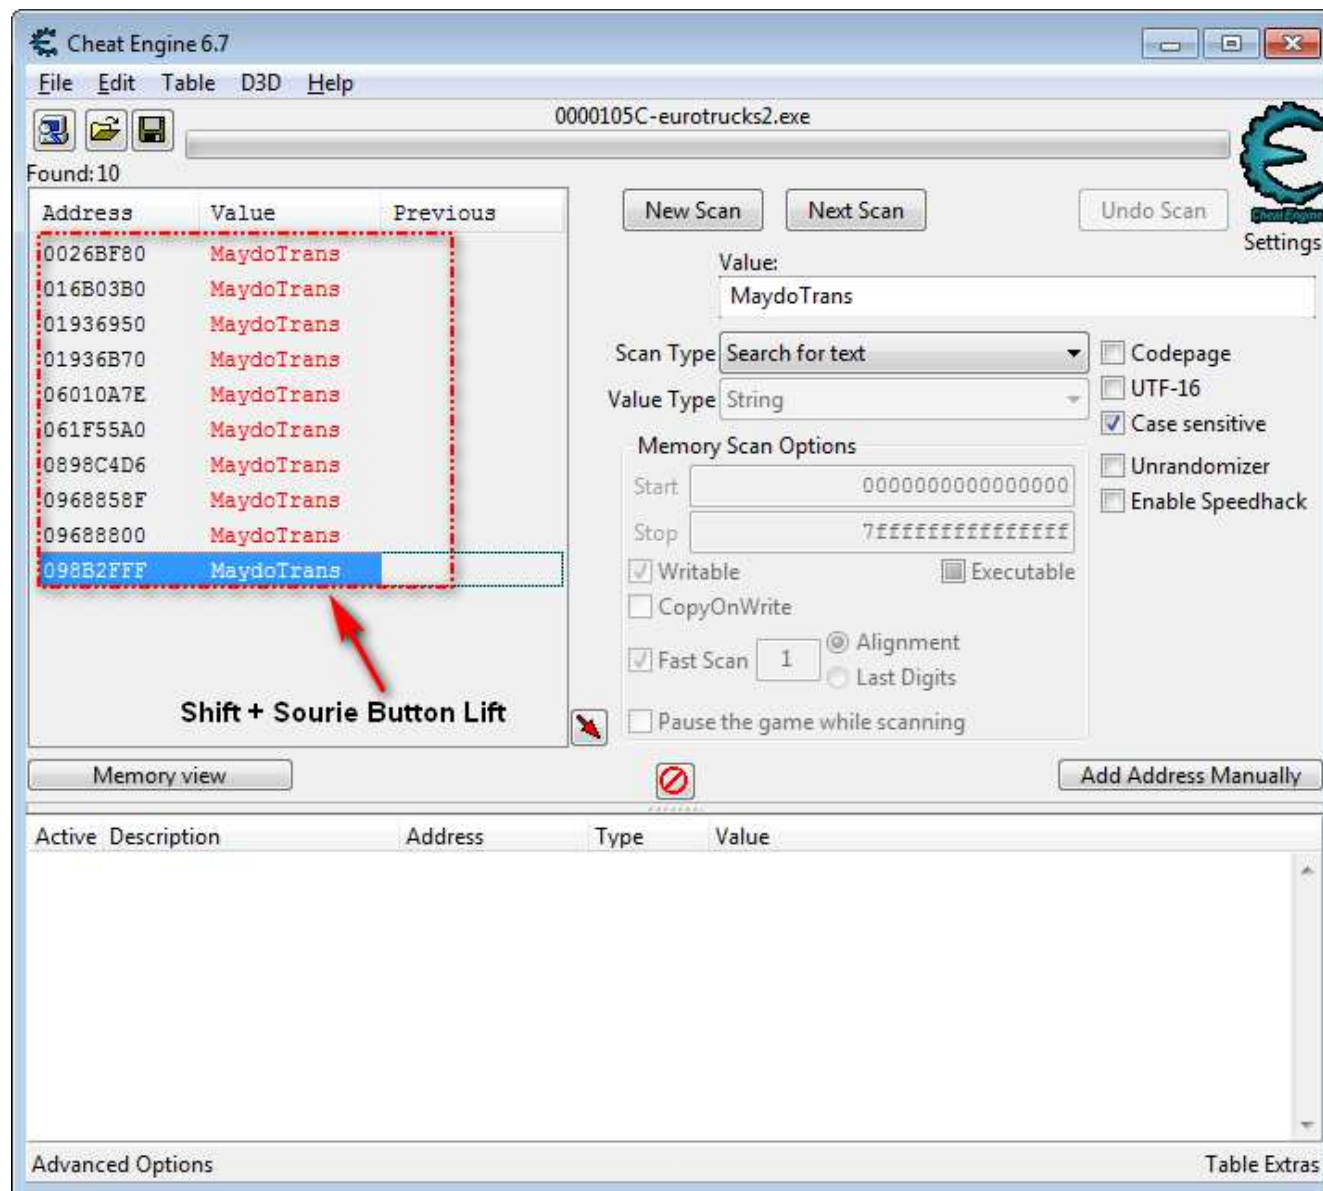 Cheat Engine 6.7
File Edit Table D3D Help
0000105C-eurotrucks2.exe
Found:10
Address Value Previous
0026BF80 MaydoTrans
016B03B0 MaydoTrans
01936950 MaydoTrans
01936B70 MaydoTrans
06010A7E MaydoTrans
061F55A0 MaydoTrans
0898C4D6 MaydoTrans
0968858F MaydoTrans
09688800 MaydoTrans
098B2FFF MaydoTrans
Shift + Sourie Button Lift
New Scan Next Scan Undo Scan
Cheat Engine
Settings
Value:
MaydoTrans
Scan Type Search for text
Value Type String
Codepage
UTF-16
Case sensitive
Unrandomizer
Enable Speedhack
Memory Scan Options
Start 0000000000000000
Stop 7fffffffffffffff
Writable Executable
CopyOnWrite
Fast Scan 1 Alignment
Last Digits
Pause the game while scanning
Memory view Add Address Manually
Active Description Address Type Value
Advanced Options Table Extras